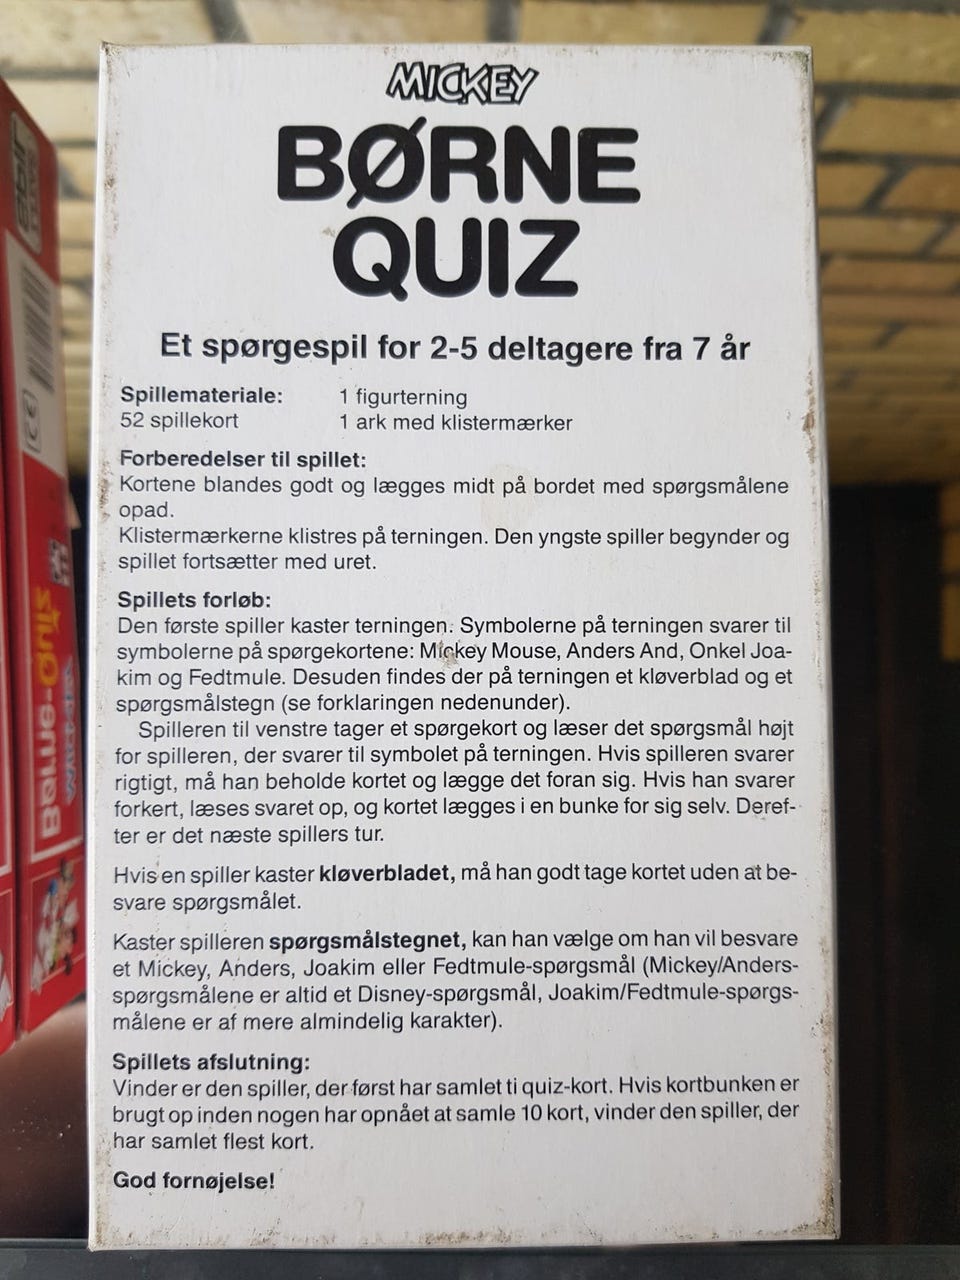 MICKEY
BØRNE
QUIZ
Et spørgespil for 2-5 deltagere fra 7 år
Spillemateriale: 1 figurterning
52 spillekort 1 ark med klistermærker
Forberedelser til spillet:
Kortene blandes godt og lægges midt på bordet med spørgsmålene
opad.
Klistermærkerne klistres på terningen. Den yngste spiller begynder og
spillet fortsætter med uret.
Spillets forløb:
Den første spiller kaster terningen. Symbolerne på terningen svarer til
symbolerne på spørgekortene: Mickey Mouse, Anders And, Onkel Joa-
kim og Fedtmule. Desuden findes der på terningen et kløverblad og et
spørgsmålstegn (se forklaringen nedenunder).
Spilleren til venstre tager et spørgekort og læser det spørgsmål højt
for spilleren, der svarer til symbolet på terningen. Hvis spilleren svarer
rigtigt, må han beholde kortet og lægge det foran sig. Hvis han svarer
forkert, læses svaret op, og kortet lægges i en bunke for sig selv. Deref-
ter er det næste spillers tur.
Hvis en spiller kaster kløverbladet, må han godt tage kortet uden at be-
svare spørgsmålet.
Kaster spilleren spørgsmålstegnet, kan han vælge om han vil besvare
et Mickey, Anders, Joakim eller Fedtmule-spørgsmål (Mickey/Anders-
spørgsmålene er altid et Disney-spørgsmål, Joakim/Fedtmule-spørgs-
målene er af mere almindelig karakter).
Spillets afslutning:
Vinder er den spiller, der først har samlet ti quiz-kort. Hvis kortbunken er
brugt op inden nogen har opnået at samle 10 kort, vinder den spiller, der
har samlet flest kort.
God fornøjelse!
CE